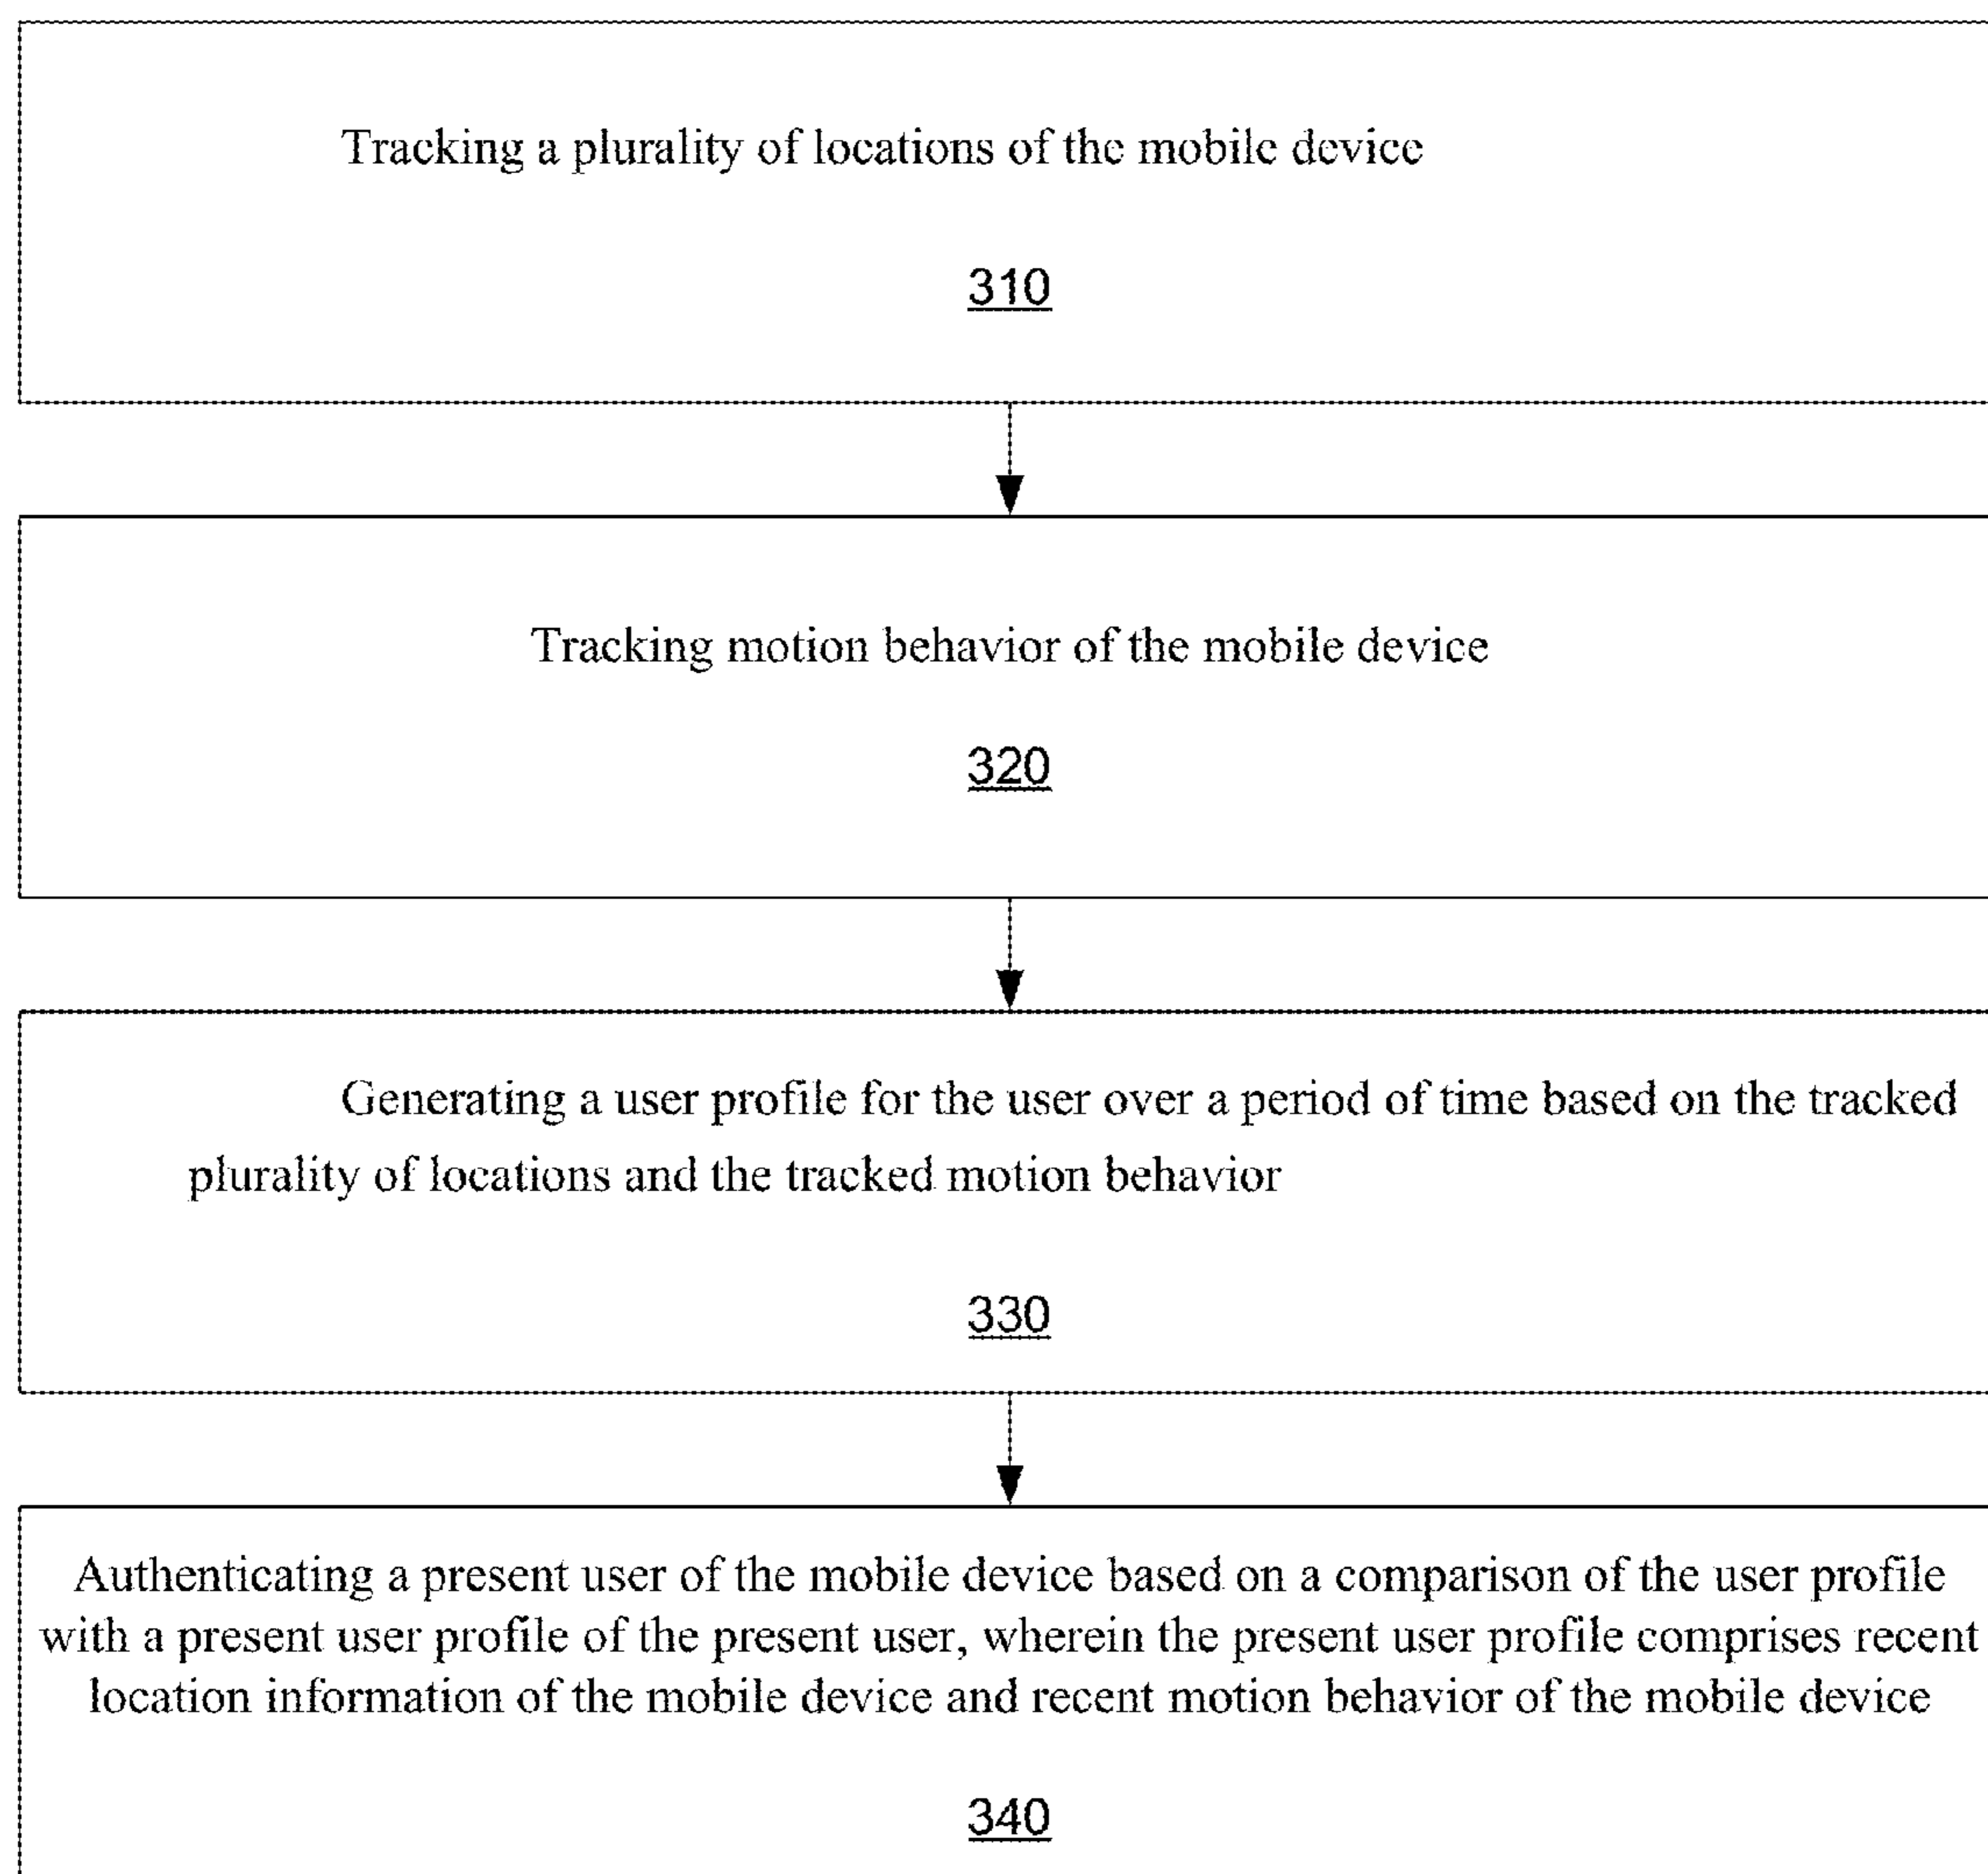 Tracking a plurality of locations of the mobile device
310
Tracking motion behavior of the mobile device
320
Generating a user profile for the user over a period of time based on the tracked
plurality of locations and the tracked motion behavior
330
Authenticating a present user of the mobile device based on a comparison of the user profile
with a present user profile of the present user, wherein the present user profile comprises recent
location information of the mobile device and recent motion behavior of the mobile device
340